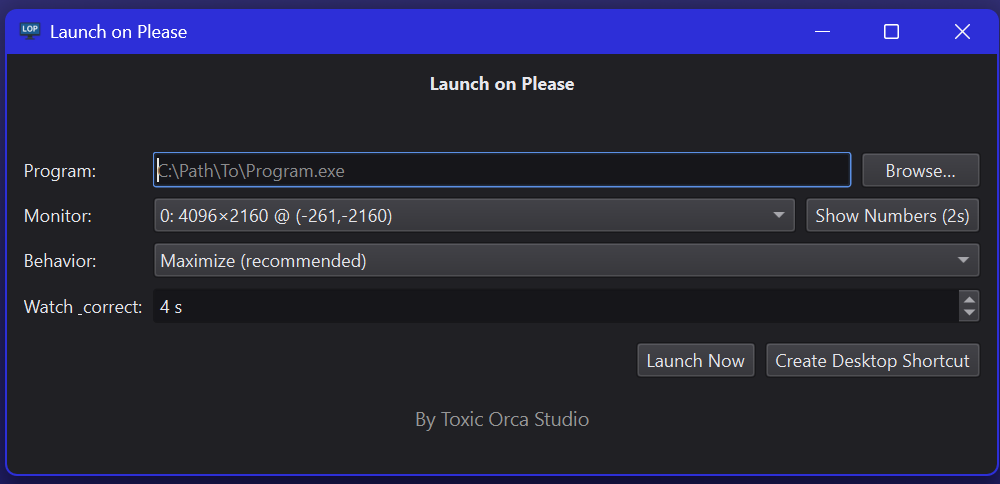 LOP Launch on Please
Launch on Please
Program: C:\Path\To\Program.exe Browse...
Monitor: 0: 4096×2160 @ (-261,-2160) Show Numbers (2s)
Behavior: Maximize (recommended)
Watch _correct: 4 s
Launch Now Create Desktop Shortcut
By Toxic Orca Studio